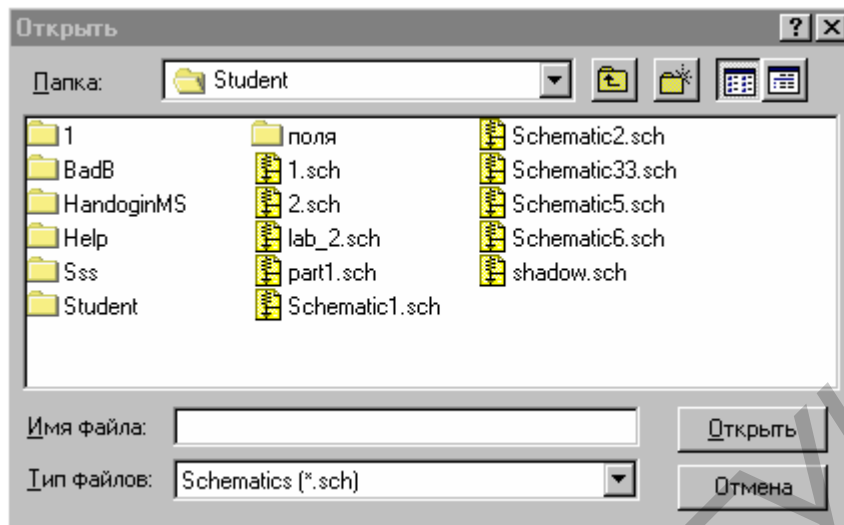 Открыть
Папка: Student
1
BadB
HandoginMS
Help
Sss
Student
поля
1.sch
2.sch
lab_2.sch
part1.sch
Schematic1.sch
Schematic2.sch
Schematic33.sch
Schematic5.sch
Schematic6.sch
shadow.sch
Имя файла:
Открыть
Тип файлов: Schematics (*.sch)
Отмена